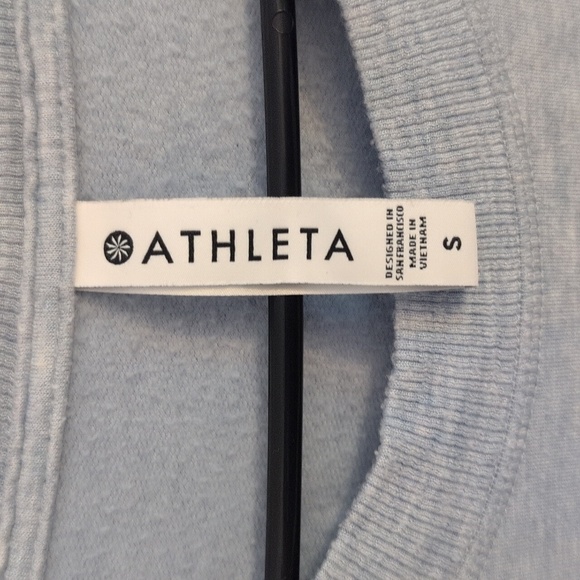 ATHLETA
DESIGNED IN
SAN FRANCISCO
MADE IN
VIETNAM
S